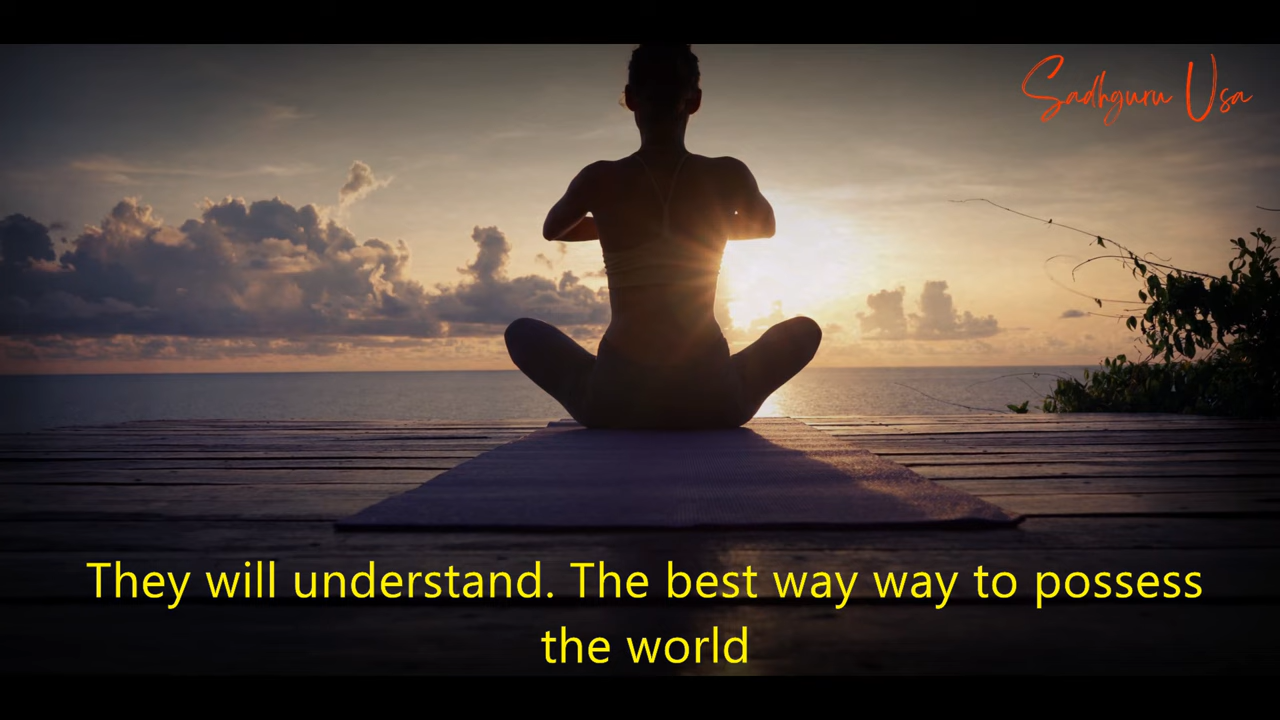 Sadhguru Usa
They will understand. The best way way to possess
the world